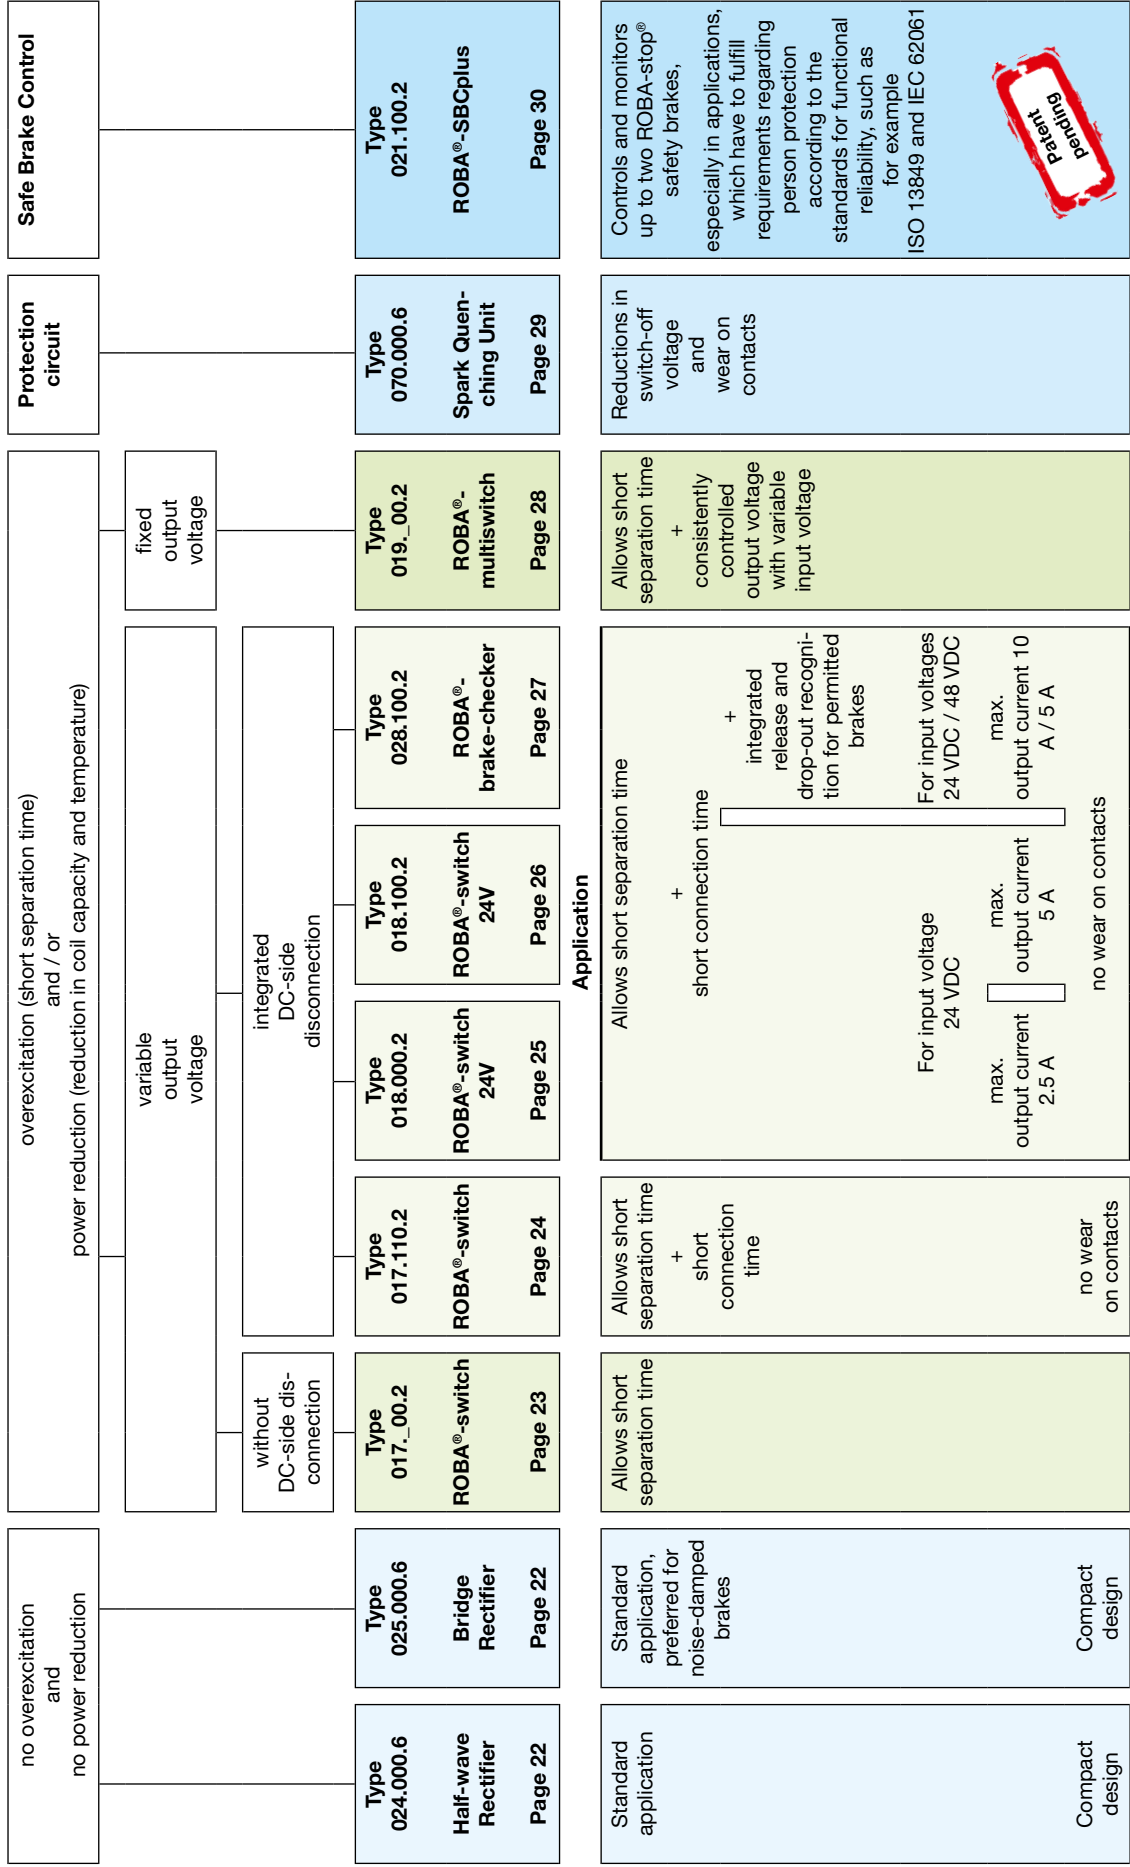 no overexcitation
and
no power reduction
overexcitation (short separation time)
and / or
power reduction (reduction in coil capacity and temperature)
Protection
circuit
Safe Brake Control
variable
output
voltage
fixed
output
voltage
without
DC-side dis-
connection
integrated
DC-side
disconnection
Type
024.000.6
Half-wave
Rectifier
Page 22
Type
025.000.6
Bridge
Rectifier
Page 22
Type
017._00.2
ROBA®-switch
Page 23
Type
017.110.2
ROBA®-switch
Page 24
Type
018.000.2
ROBA®-switch
24V
Page 25
Type
018.100.2
ROBA®-switch
24V
Page 26
Type
028.100.2
ROBA®-
brake-checker
Page 27
Type
019._00.2
ROBA®-
multiswitch
Page 28
Type
070.000.6
Spark Quen-
ching Unit
Page 29
Type
021.100.2
ROBA®-SBCplus
Page 30
Application
Standard
application
Compact
design
Standard
application,
preferred for
noise-damped
brakes
Compact
design
Allows short
separation time
Allows short
separation time
+
short
connection
time
no wear
on contacts
Allows short separation time
+
short connection time
For input voltage
24 VDC
max.
output current
2.5 A
max.
output current
5 A
+
integrated
release and
drop-out recogni-
tion for permitted
brakes
For input voltages
24 VDC / 48 VDC
max.
output current 10
A / 5 A
no wear on contacts
Allows short
separation time
+
consistently
controlled
output voltage
with variable
input voltage
Reductions in
switch-off
voltage
and
wear on
contacts
Controls and monitors
up to two ROBA-stop®
safety brakes,
especially in applications,
which have to fulfill
requirements regarding
person protection
according to the
standards for functional
reliability, such as
for example
ISO 13849 and IEC 62061
Patent
pending